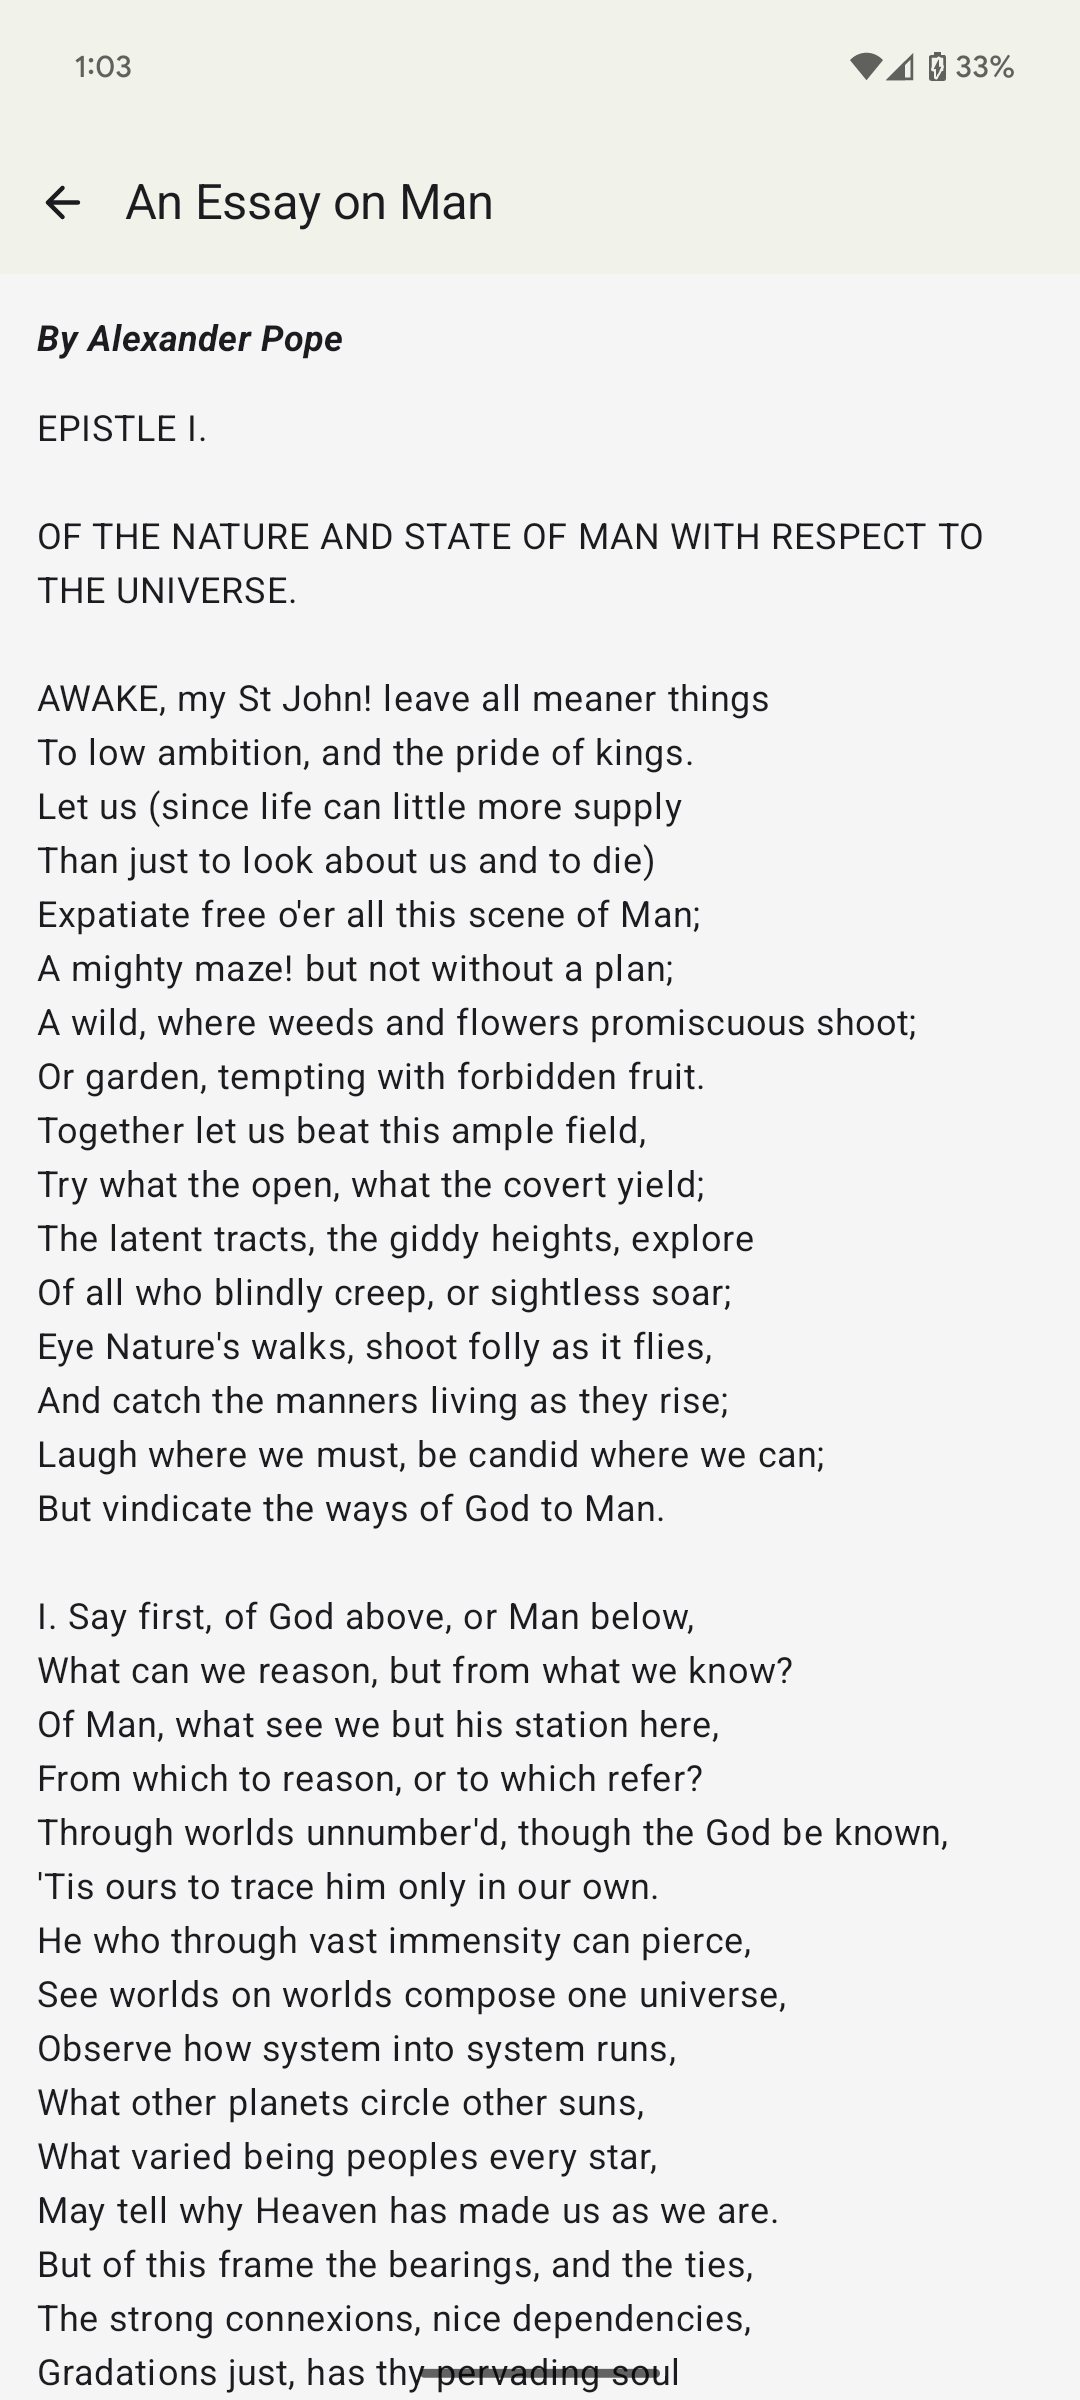 1:03
33%
An Essay on Man
By Alexander Pope
EPISTLE I.
OF THE NATURE AND STATE OF MAN WITH RESPECT TO
THE UNIVERSE.
AWAKE, my St John! leave all meaner things
To low ambition, and the pride of kings.
Let us (since life can little more supply
Than just to look about us and to die)
Expatiate free o'er all this scene of Man;
A mighty maze! but not without a plan;
A wild, where weeds and flowers promiscuous shoot;
Or garden, tempting with forbidden fruit.
Together let us beat this ample field,
Try what the open, what the covert yield;
The latent tracts, the giddy heights, explore
Of all who blindly creep, or sightless soar;
Eye Nature's walks, shoot folly as it flies,
And catch the manners living as they rise;
Laugh where we must, be candid where we can;
But vindicate the ways of God to Man.
I. Say first, of God above, or Man below,
What can we reason, but from what we know?
Of Man, what see we but his station here,
From which to reason, or to which refer?
Through worlds unnumber'd, though the God be known,
'Tis ours to trace him only in our own.
He who through vast immensity can pierce,
See worlds on worlds compose one universe,
Observe how system into system runs,
What other planets circle other suns,
What varied being peoples every star,
May tell why Heaven has made us as we are.
But of this frame the bearings, and the ties,
The strong connexions, nice dependencies,
Gradations just, has thy pervading soul